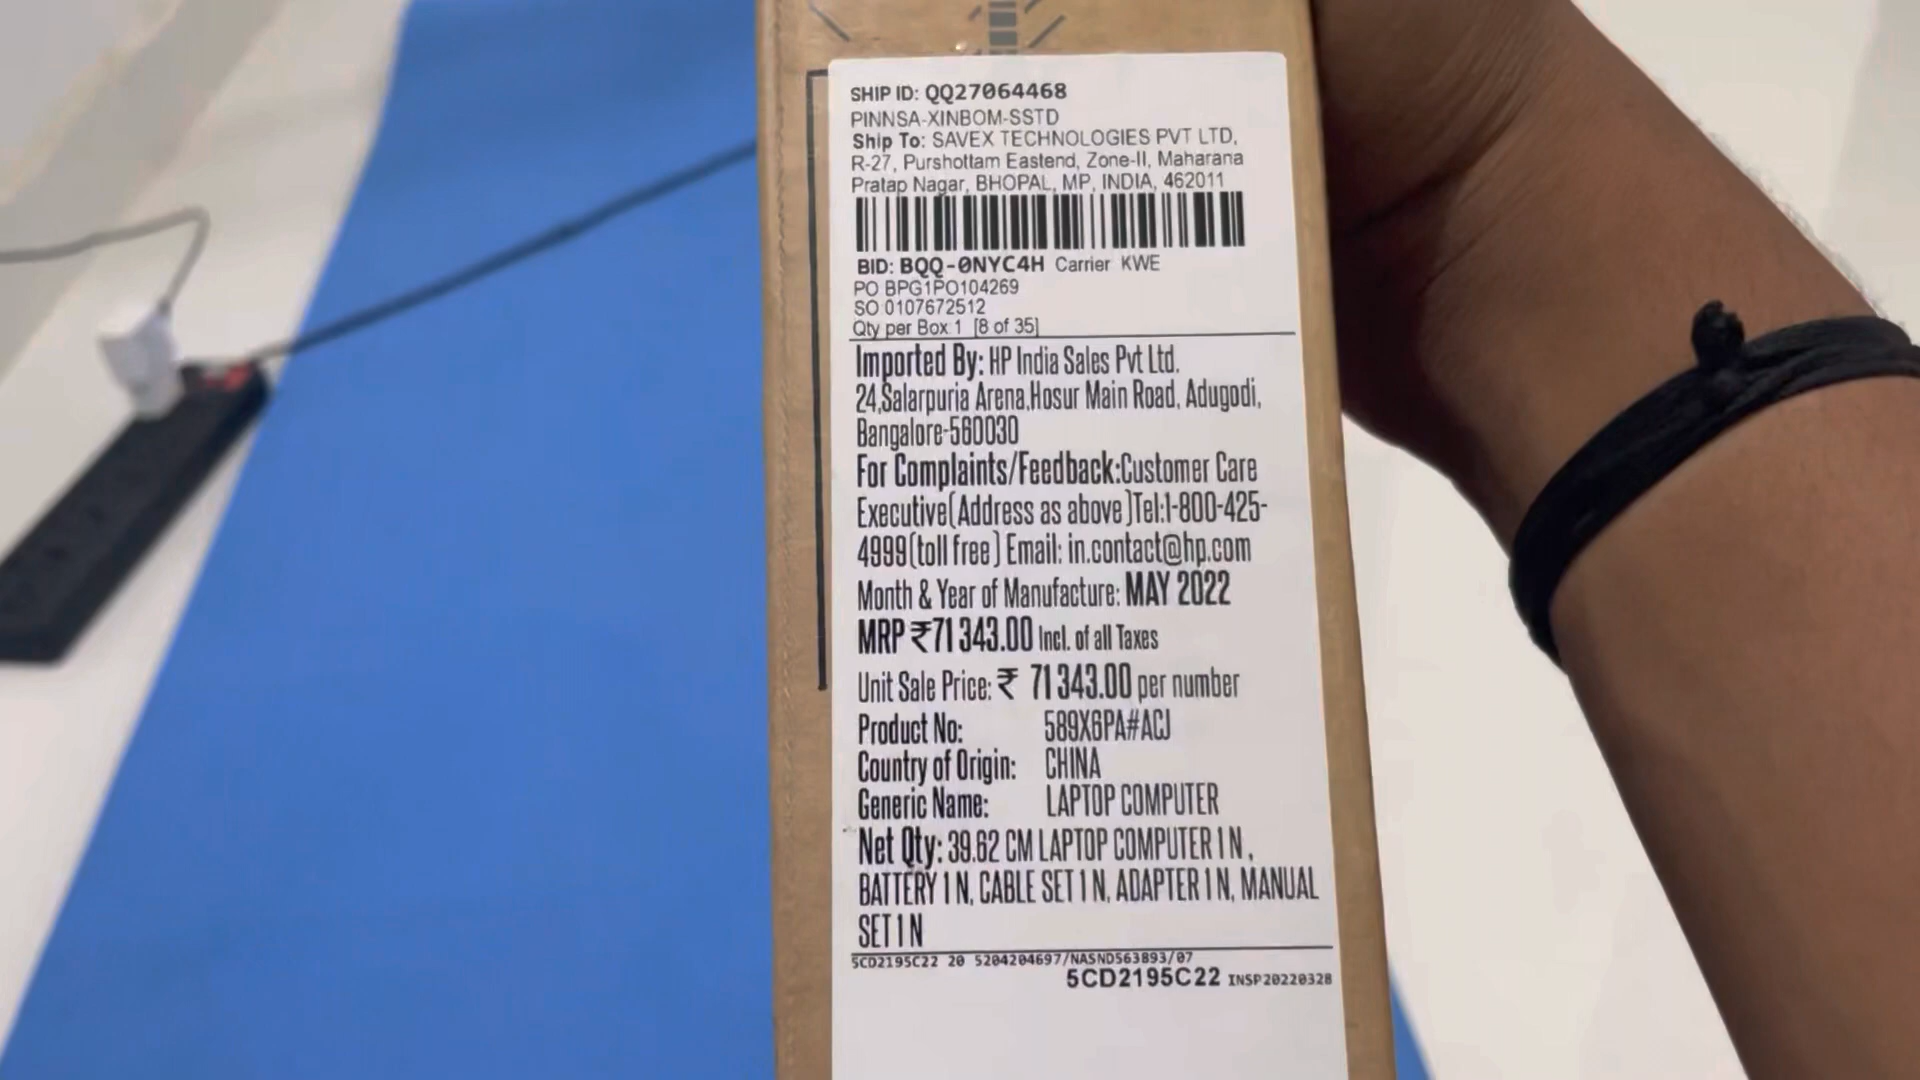 SHIP ID: QQ27064468
PINNSA-XINBOM-SSTD
Ship To: SAVEX TECHNOLOGIES PVT LTD,
R-27, Purshottam Eastend, Zone-II, Maharana
Pratap Nagar, BHOPAL, MP, INDIA, 462011
BID: BQQ-0NYC4H Carrier KWE
PO BPG1PO104269
SO 0107672512
Qty per Box 1 [8 of 35]
Imported By: HP India Sales Pvt Ltd.
24,Salarpuria Arena,Hosur Main Road, Adugodi,
Bangalore-560030
For Complaints/Feedback:Customer Care
Executive(Address as above)Tel:1-800-425-
4999(toll free) Email: in.contact@hp.com
Month & Year of Manufacture: MAY 2022
MRP ₹71 343.00 Incl. of all Taxes
Unit Sale Price: ₹ 71 343.00 per number
Product No: 589X6PA#ACJ
Country of Origin: CHINA
Generic Name: LAPTOP COMPUTER
Net Qty: 39.62 CM LAPTOP COMPUTER 1 N,
BATTERY 1 N, CABLE SET 1 N, ADAPTER 1 N, MANUAL
SET 1 N
5CD2195C22 20 5204204697/NASND563893/07
5CD2195C22 INSP20220328